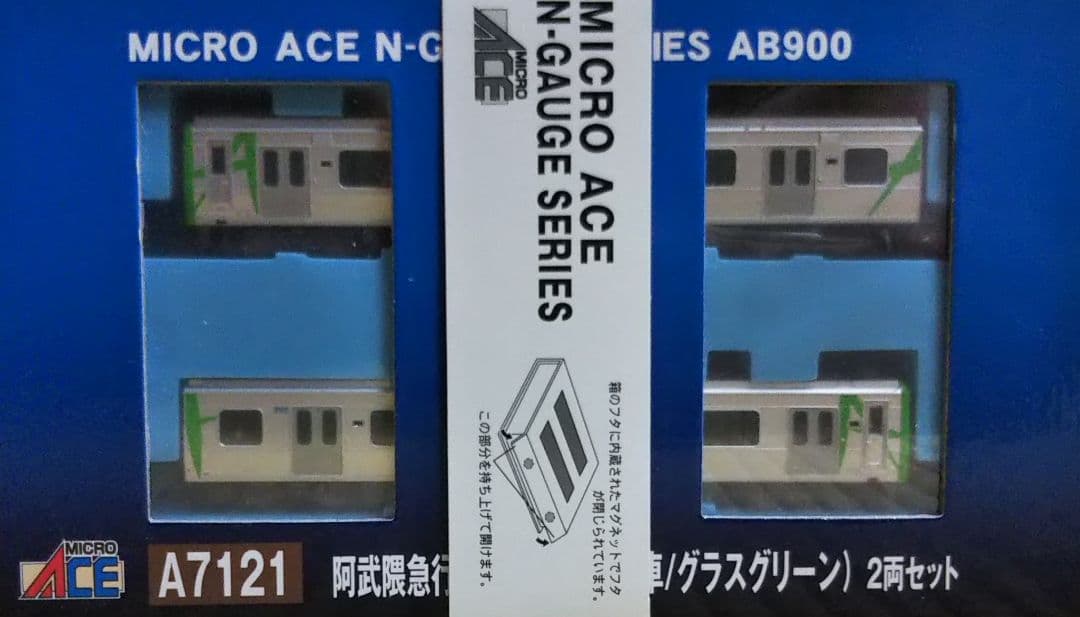 MICRO ACE N-G
IES AB900
MICRO ACE
N-GAUGE SERIES
MICRO
ACE
箱のフタに内蔵されたマグネットでフタ
が閉じられています。
この部分を持ち上げて開けます。
MICRO
ACE
A7121
阿武隈急行
車/グラスグリーン) 2両セット